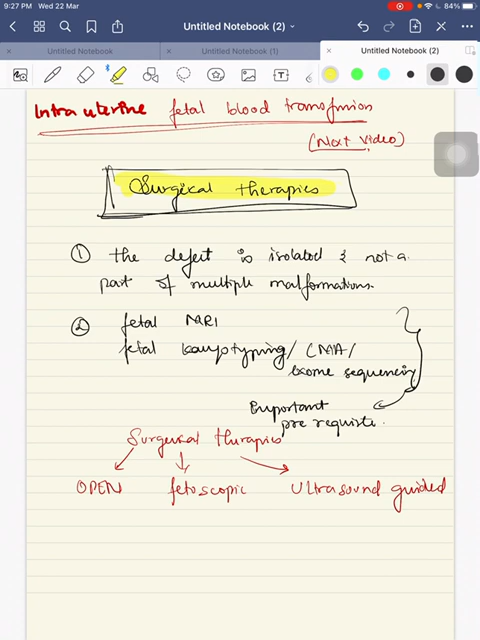 9:27 PM Wed 22 Mar
84%
Untitled Notebook (2)
Untitled Notebook
Untitled Notebook (1)
Untitled Notebook (2)
Intra uterine fetal blood transfusion
(Next video)
Surgical therapies
① the defect is isolated & not a
part of multiple malformations.
② fetal MRI
fetal karyotyping / CMA /
exome sequencing
Important
pre requisite.
Surgical therapies
OPEN fetoscopic Ultrasound guided